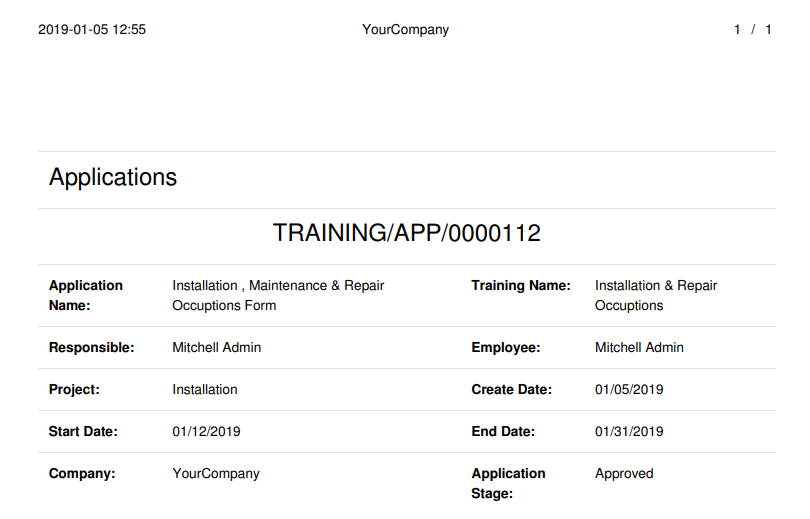 2019-01-05 12:55 YourCompany 1 / 1
Applications
TRAINING/APP/0000112
Application Name: Installation , Maintenance & Repair Occuptions Form Training Name: Installation & Repair Occuptions
Responsible: Mitchell Admin Employee: Mitchell Admin
Project: Installation Create Date: 01/05/2019
Start Date: 01/12/2019 End Date: 01/31/2019
Company: YourCompany Application Stage: Approved